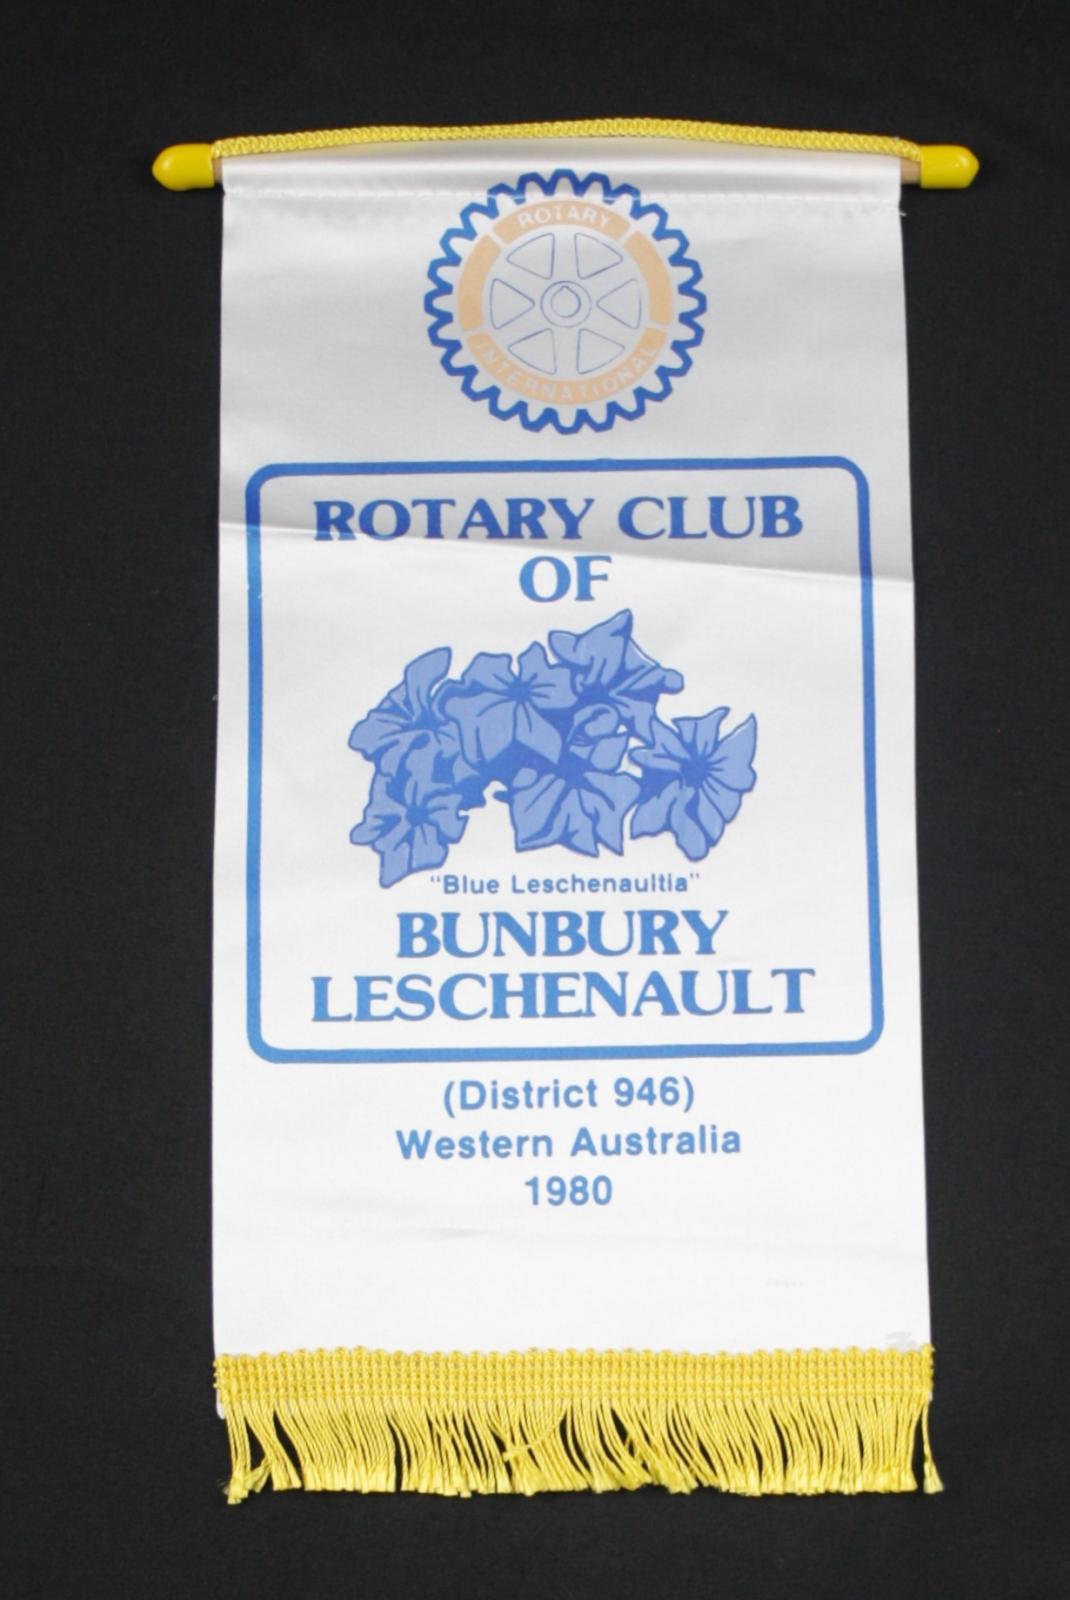 ROTARY
INTERNATIONAL
ROTARY CLUB
OF
"Blue Leschenaultia"
BUNBURY
LESCHENAULT
(District 946)
Western Australia
1980